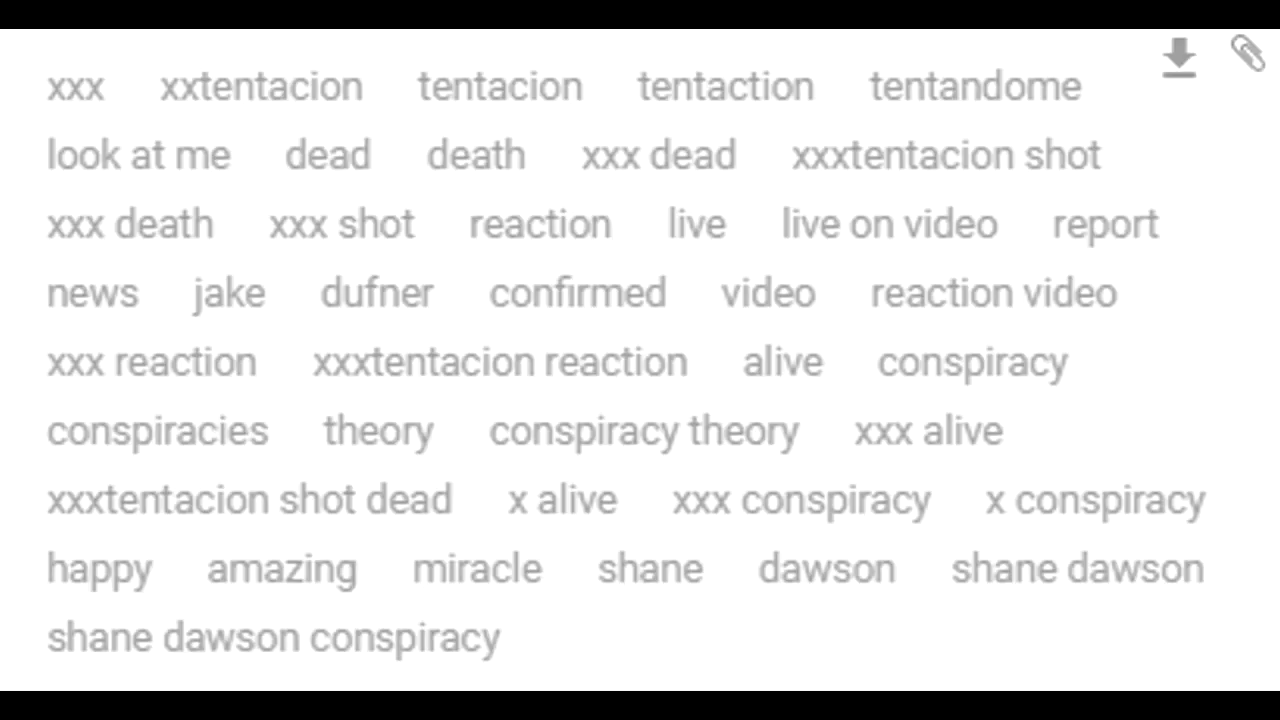 xxx xxtentacion tentacion tentaction tentandome
look at me dead death xxx dead xxxtentacion shot
xxx death xxx shot reaction live live on video report
news jake dufner confirmed video reaction video
xxx reaction xxxtentacion reaction alive conspiracy
conspiracies theory conspiracy theory xxx alive
xxxtentacion shot dead x alive xxx conspiracy x conspiracy
happy amazing miracle shane dawson shane dawson
shane dawson conspiracy